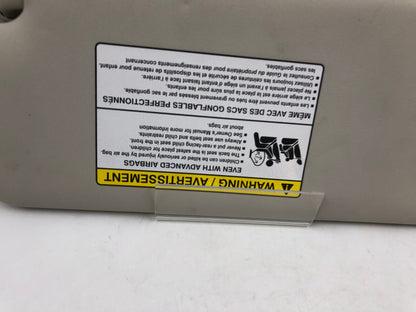 WARNING / AVERTISSEMENT
EVEN WITH ADVANCED AIRBAGS
• Children can be killed or seriously injured by the air bag
• The back seat is the safest place for children
• Never put a rear-facing child seat in the front
• Always use seat belts and child restraints
• See Owner's Manual for more information
about air bags.
MÊME AVEC DES SACS GONFLABLES PERFECTIONNÉS
• Les enfants peuvent être tués ou gravement blessés par le sac gonflable.
• Le siège arrière est la place la plus sûre pour les enfants.
• Ne placez jamais à l'avant un siège d'enfant faisant face à l'arrière.
• Utilisez toujours les ceintures de sécurité et les dispositifs de retenue pour enfant.
• Consultez le Guide du propriétaire pour des renseignements plus concernant
les sacs gonflables.